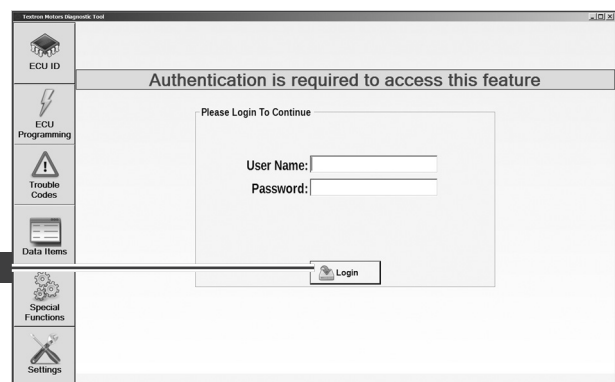 Textron Motors Diagnostic Tool
ECU ID
Authentication is required to access this feature
ECU
Programming
Please Login To Continue
User Name:
Password:
Trouble
Codes
Data Items
Login
Special
Functions
Settings